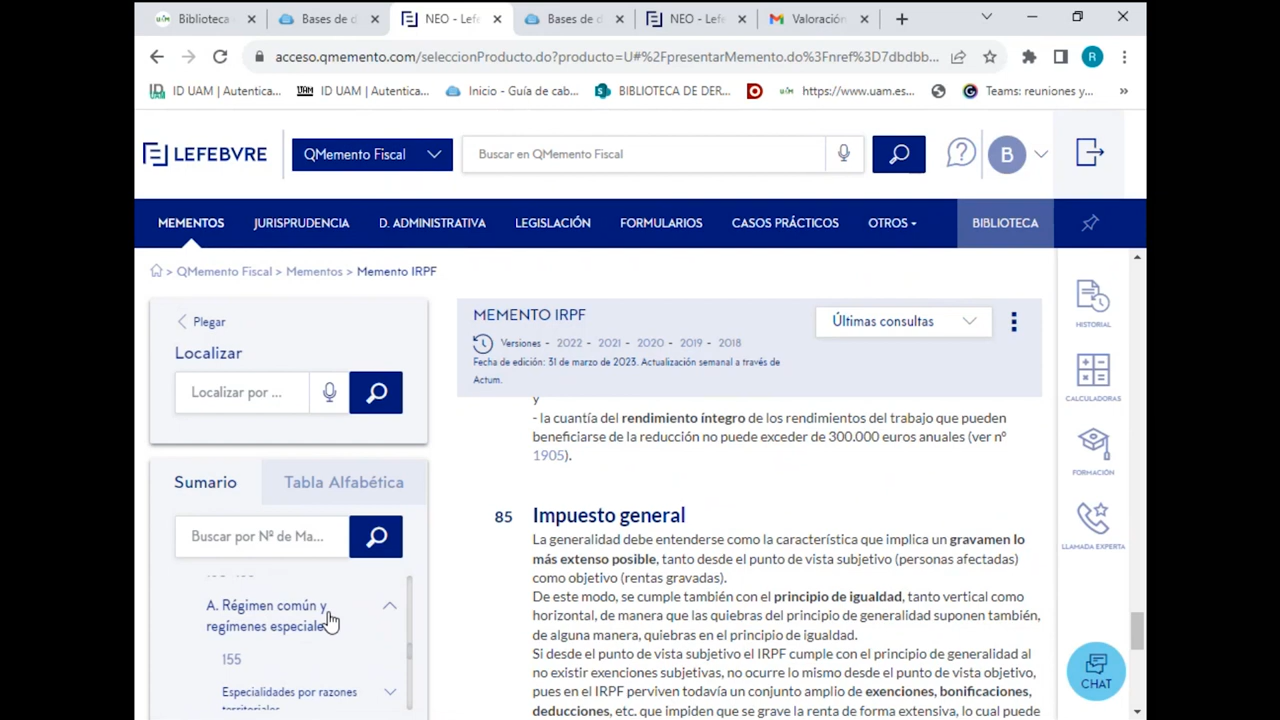 Biblioteca
Bases de d
NEO - Lef
Bases de d
NEO - Lef
Valoración
acceso.qmemento.com/seleccionProducto.do?producto=U#%2FpresentarMemento.do%3Fnref%3D7dbdbb...
R
ID UAM | Autentica...
ID UAM | Autentica...
Inicio - Guía de cab...
BIBLIOTECA DE DER...
https://www.uam.es...
Teams: reuniones y...
»
LEFEBVRE
QMemento Fiscal
Buscar en QMemento Fiscal
B
MEMENTOS
JURISPRUDENCIA
D. ADMINISTRATIVA
LEGISLACIÓN
FORMULARIOS
CASOS PRÁCTICOS
OTROS
BIBLIOTECA
> QMemento Fiscal > Mementos > Memento IRPF
Plegar
Localizar
Localizar por ...
Sumario
Tabla Alfabética
Buscar por Nº de Ma...
A. Régimen común y
regímenes especiale
155
Especialidades por razones
territoriales
MEMENTO IRPF
Versiones - 2022 - 2021 - 2020 - 2019 - 2018
Fecha de edición: 31 de marzo de 2023. Actualización semanal a través de
Actum.
Últimas consultas
y
- la cuantía del rendimiento íntegro de los rendimientos del trabajo que pueden
beneficiarse de la reducción no puede exceder de 300.000 euros anuales (ver nº
1905).
85 Impuesto general
La generalidad debe entenderse como la característica que implica un gravamen lo
más extenso posible, tanto desde el punto de vista subjetivo (personas afectadas)
como objetivo (rentas gravadas).
De este modo, se cumple también con el principio de igualdad, tanto vertical como
horizontal, de manera que las quiebras del principio de generalidad suponen también,
de alguna manera, quiebras en el principio de igualdad.
Si desde el punto de vista subjetivo el IRPF cumple con el principio de generalidad al
no existir exenciones subjetivas, no ocurre lo mismo desde el punto de vista objetivo,
pues en el IRPF perviven todavía un conjunto amplio de exenciones, bonificaciones,
deducciones, etc. que impiden que se grave la renta de forma extensiva, lo cual puede
HISTORIAL
CALCULADORAS
FORMACIÓN
LLAMADA EXPERTA
CHAT